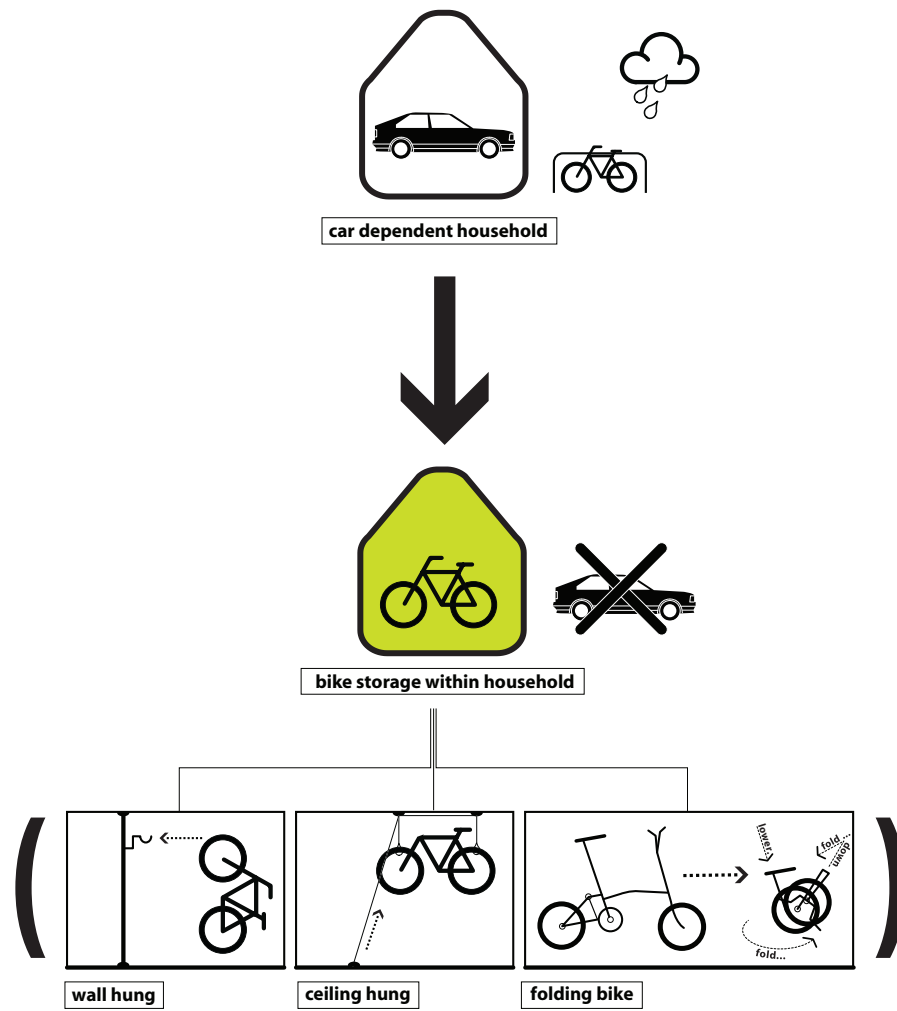 car dependent household
bike storage within household
lower...
fold...
down
fold...
wall hung
ceiling hung
folding bike